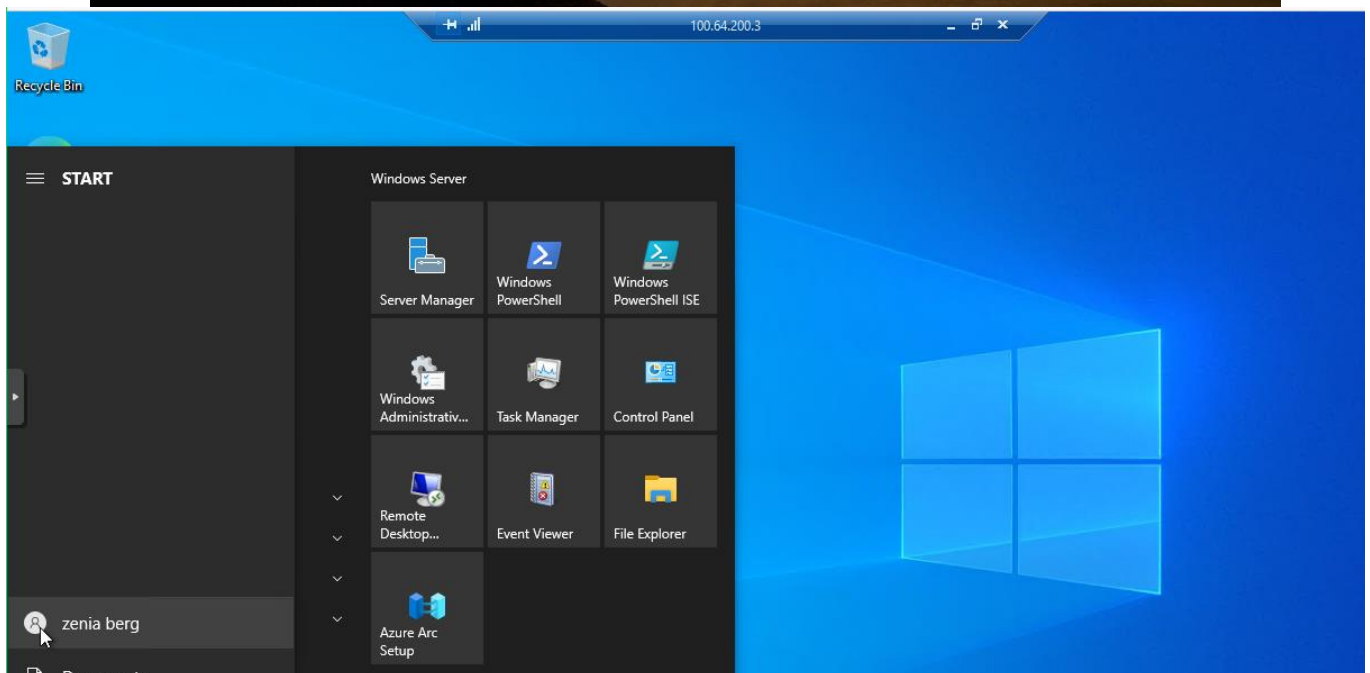 100.64.200.3
Recycle Bin
START
Windows Server
Server Manager
Windows
PowerShell
Windows
PowerShell ISE
Windows
Administrativ...
Task Manager
Control Panel
Remote
Desktop...
Event Viewer
File Explorer
zenia berg
Azure Arc
Setup